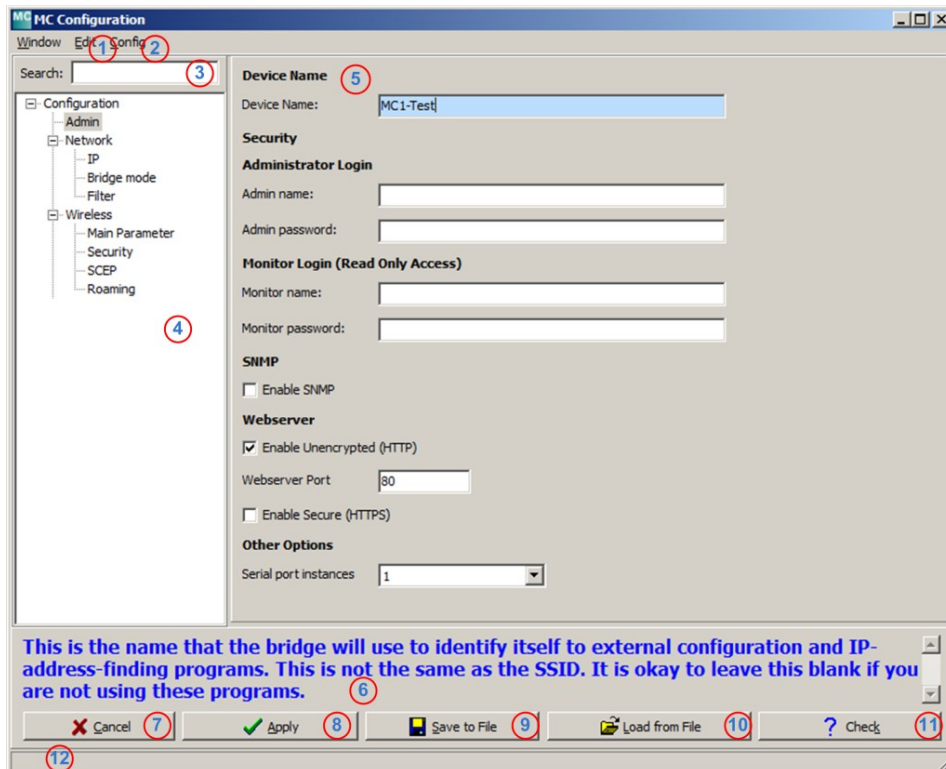 MC MC Configuration
Window Edit Config
1 2
Search: 3
Configuration
Admin
Network
IP
Bridge mode
Filter
Wireless
Main Parameter
Security
SCEP
Roaming
4
Device Name 5
Device Name: MC1-Test
Security
Administrator Login
Admin name:
Admin password:
Monitor Login (Read Only Access)
Monitor name:
Monitor password:
SNMP
Enable SNMP
Webserver
Enable Unencrypted (HTTP)
Webserver Port 80
Enable Secure (HTTPS)
Other Options
Serial port instances 1
This is the name that the bridge will use to identify itself to external configuration and IP-
address-finding programs. This is not the same as the SSID. It is okay to leave this blank if you
are not using these programs. 6
Cancel 7 Apply 8 Save to File 9 Load from File 10 ? Check 11
12